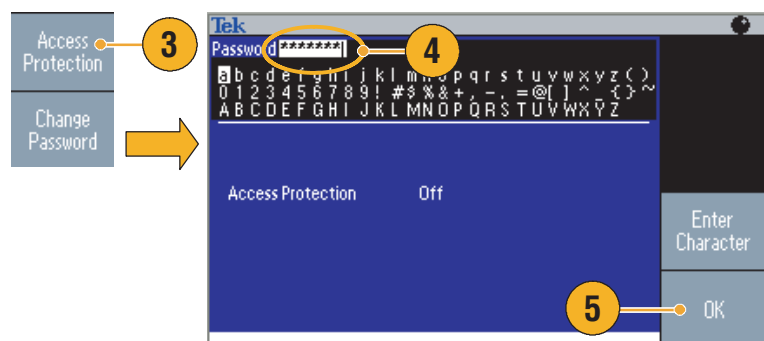 Access
Protection
3
Change
Password
Tek
Password *******
4
a b c d e f g h i j k l m n o p q r s t u v w x y z ( )
0 1 2 3 4 5 6 7 8 9 ! # $ % & + , - . = @ [ ] ^ _ { } ~
A B C D E F G H I J K L M N O P Q R S T U V W X Y Z
Access Protection Off
Enter
Character
5
OK